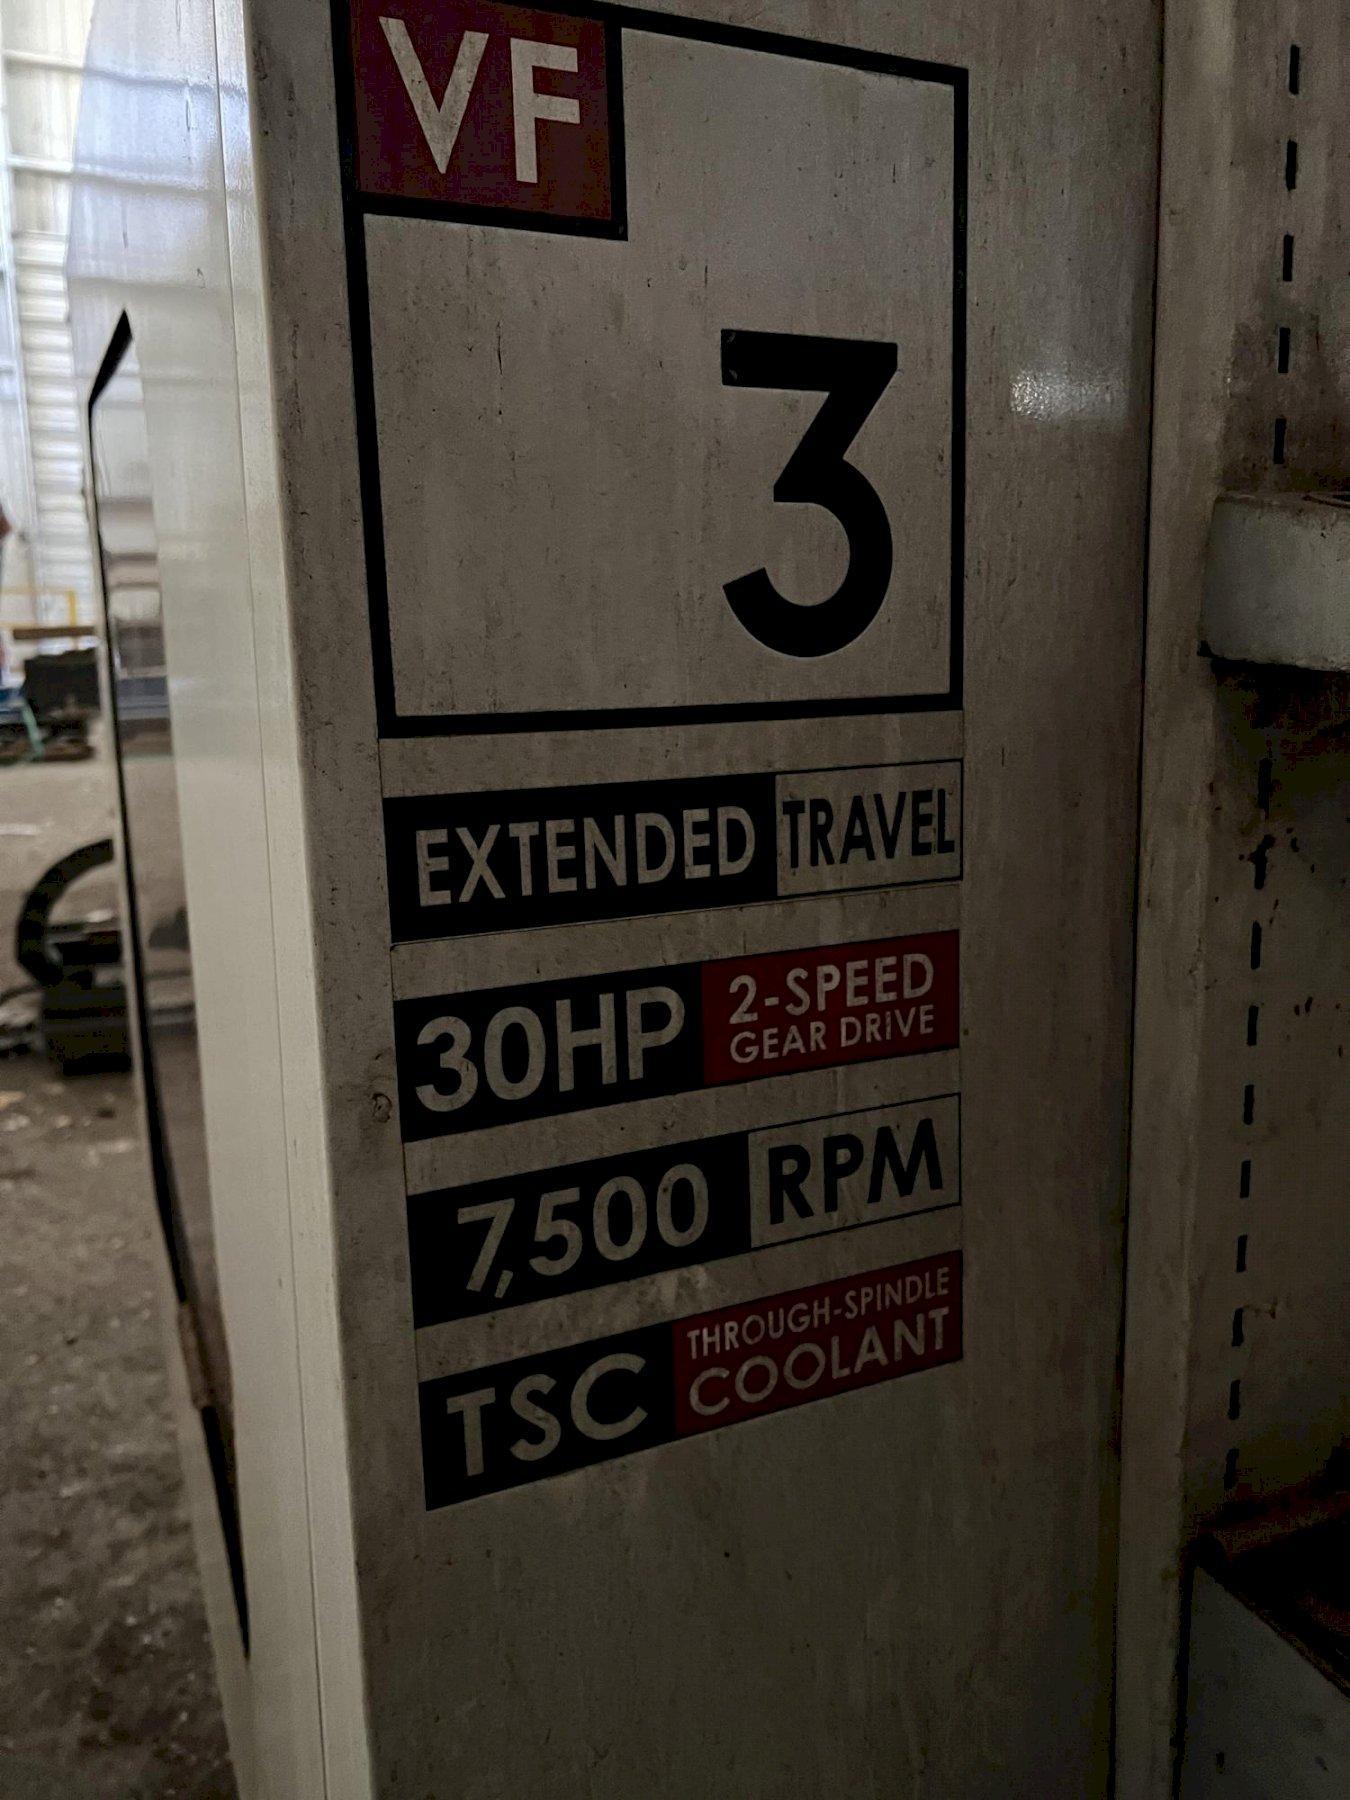 VF
3
EXTENDED TRAVEL
30HP 2-SPEED
GEAR DRIVE
7,500 RPM
TSC THROUGH-SPINDLE
COOLANT